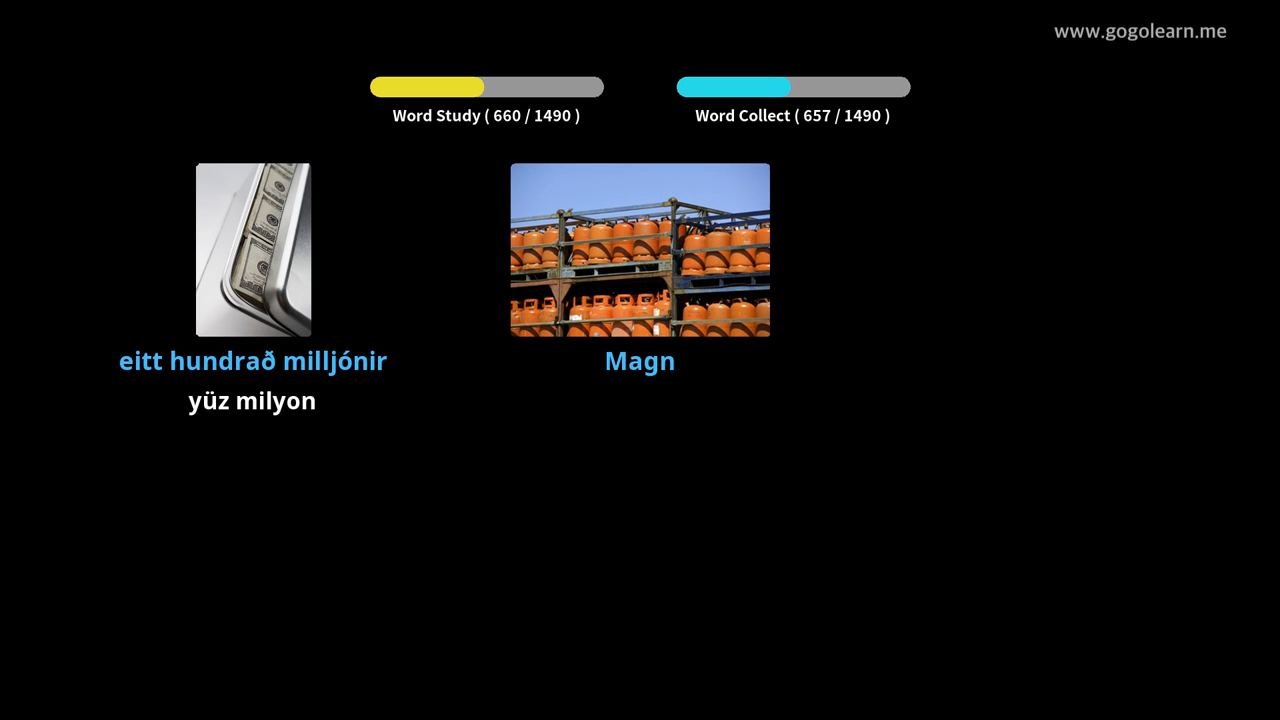 www.gogolearn.me
Word Study ( 660 / 1490 )
Word Collect ( 657 / 1490 )
eitt hundrað milljónir
Magn
yüz milyon